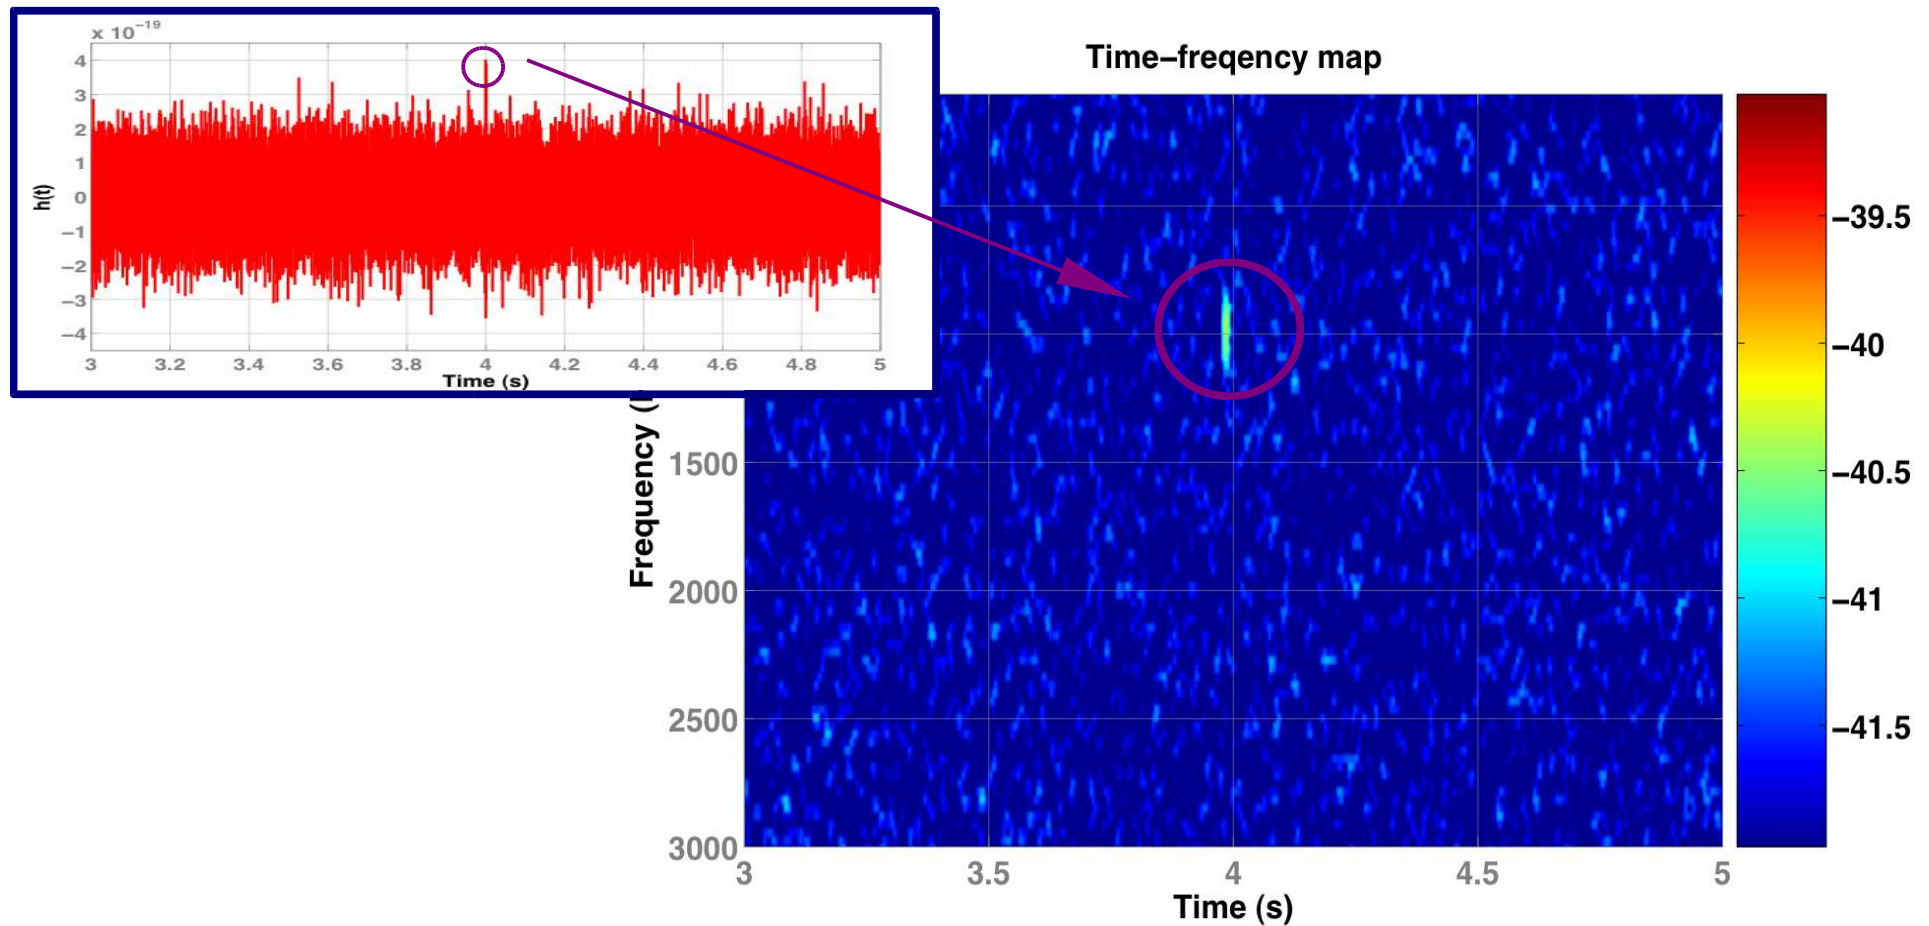 x 10^−19
4
3
2
1
0
−1
−2
−3
−4
h(t)
3 3.2 3.4 3.6 3.8 4 4.2 4.4 4.6 4.8 5
Time (s)
Time−freqency map
Frequency (
1500
2000
2500
3000
3 3.5 4 4.5 5
Time (s)
−39.5
−40
−40.5
−41
−41.5